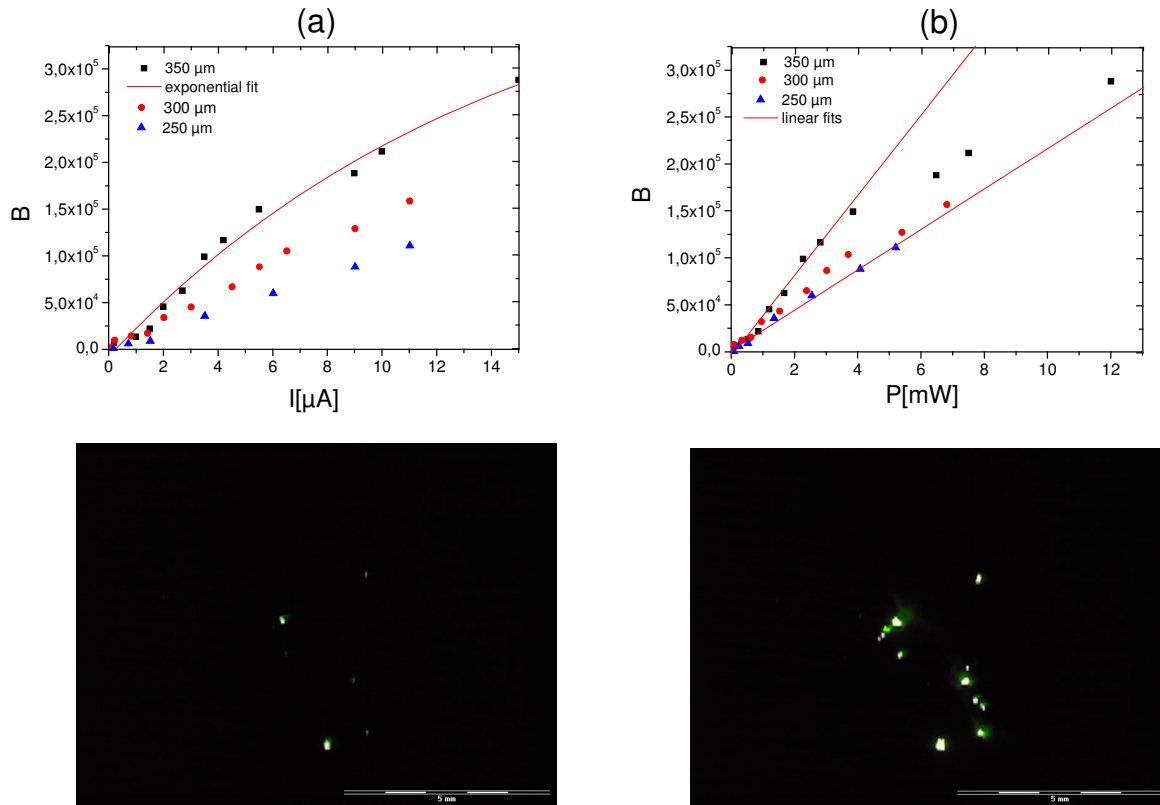 (a)
3,0x10⁵
2,5x10⁵
2,0x10⁵
1,5x10⁵
1,0x10⁵
5,0x10⁴
0,0
B
350 µm
exponential fit
300 µm
250 µm
0 2 4 6 8 10 12 14
I[µA]
(b)
3,0x10⁵
2,5x10⁵
2,0x10⁵
1,5x10⁵
1,0x10⁵
5,0x10⁴
0,0
B
350 µm
300 µm
250 µm
linear fits
0 2 4 6 8 10 12
P[mW]
5 mm
5 mm